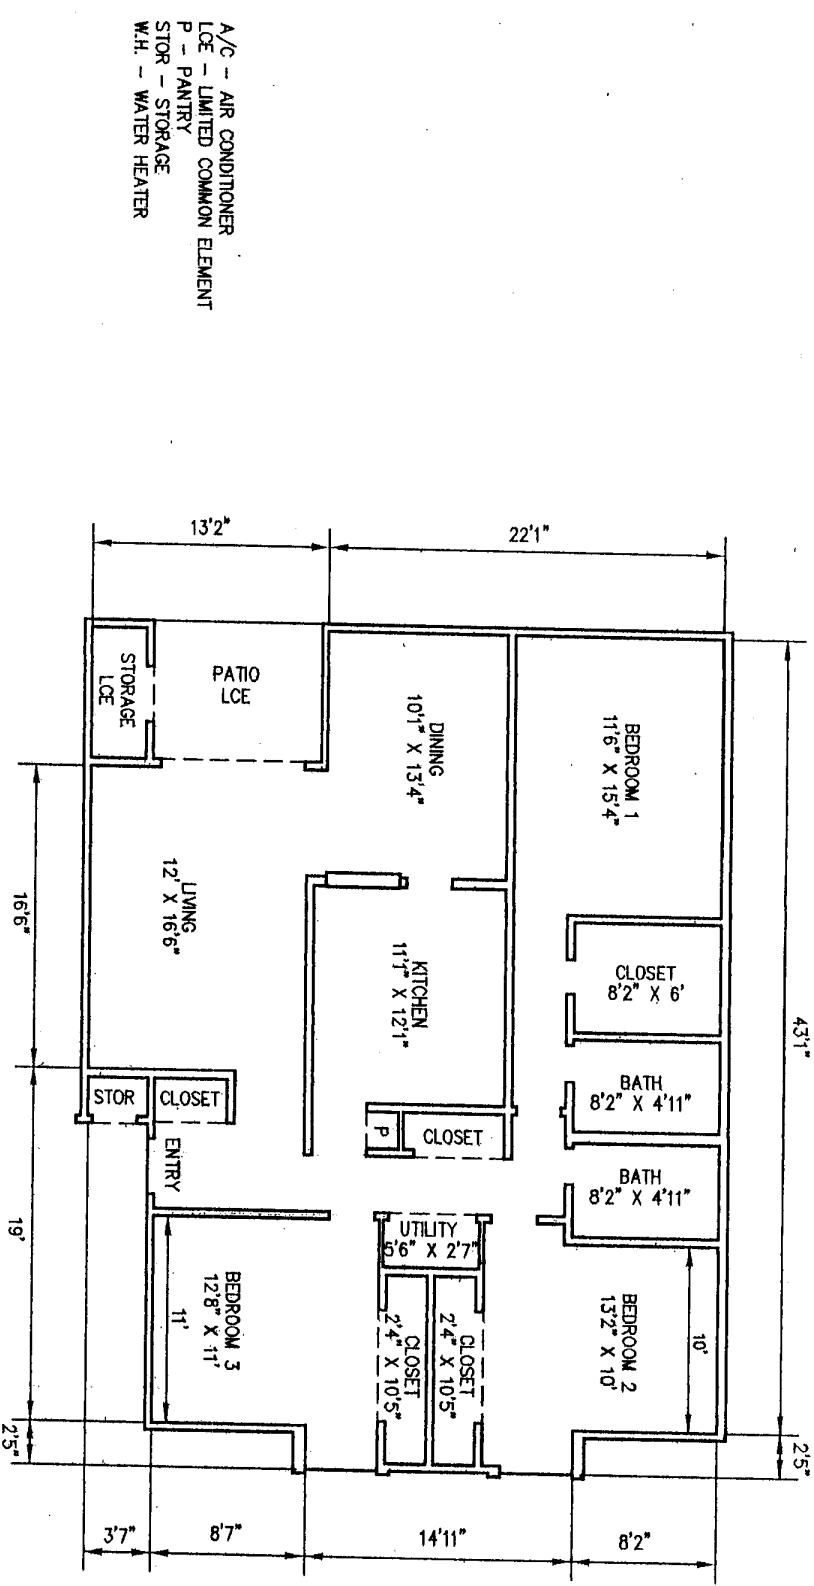 A/C - AIR CONDITIONER
LCE - LIMITED COMMON ELEMENT
P - PANTRY
STOR - STORAGE
W.H. - WATER HEATER
13'2"
22'1"
STORAGE
LCE
PATIO
LCE
DINING
10'1" X 13'4"
BEDROOM 1
11'6" X 15'4"
16'6"
LIVING
12' X 16'6"
KITCHEN
11'1" X 12'1"
CLOSET
8'2" X 6'
43'1"
BATH
8'2" X 4'11"
STOR
CLOSET
P
CLOSET
ENTRY
BATH
8'2" X 4'11"
19'
UTILITY
5'6" X 2'7"
BEDROOM 3
12'8" X 11'
11'
CLOSET
2'4" X 10'5"
CLOSET
2'4" X 10'5"
BEDROOM 2
13'2" X 10'
10'
2'5"
2'5"
3'7"
8'7"
14'11"
8'2"